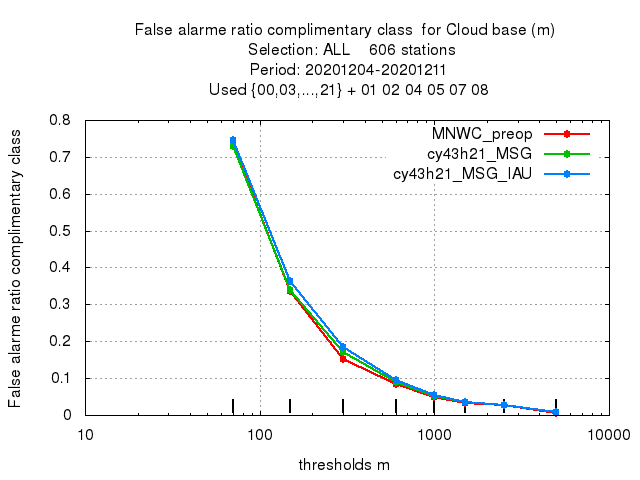 False alarme ratio complimentary class  for Cloud base (m)
Selection: ALL    606 stations
Period: 20201204-20201211
Used {00,03,...,21} + 01 02 04 05 07 08
MNWC_preop
cy43h21_MSG
cy43h21_MSG_IAU
False alarme ratio complimentary class
0.8
0.7
0.6
0.5
0.4
0.3
0.2
0.1
0
10
100
1000
10000
thresholds m